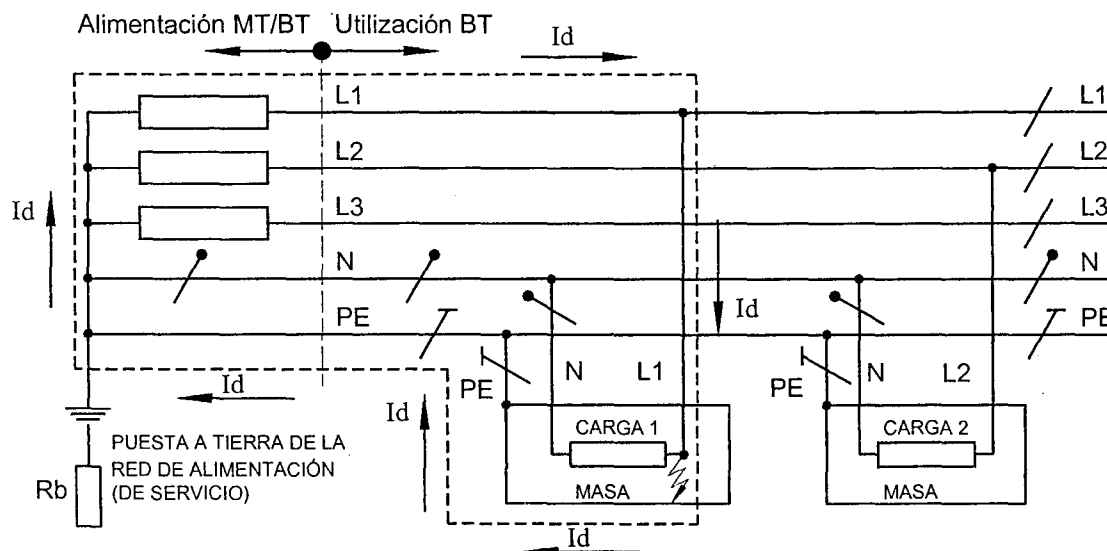 Alimentación MT/BT Utilización BT
Id
L1 L1
L2 L2
Id
L3 L3
N N
Id
PE PE
PE N L1 PE N L2
Id
Id
CARGA 1 CARGA 2
PUESTA A TIERRA DE LA
RED DE ALIMENTACIÓN
(DE SERVICIO)
Rb
MASA MASA
Id